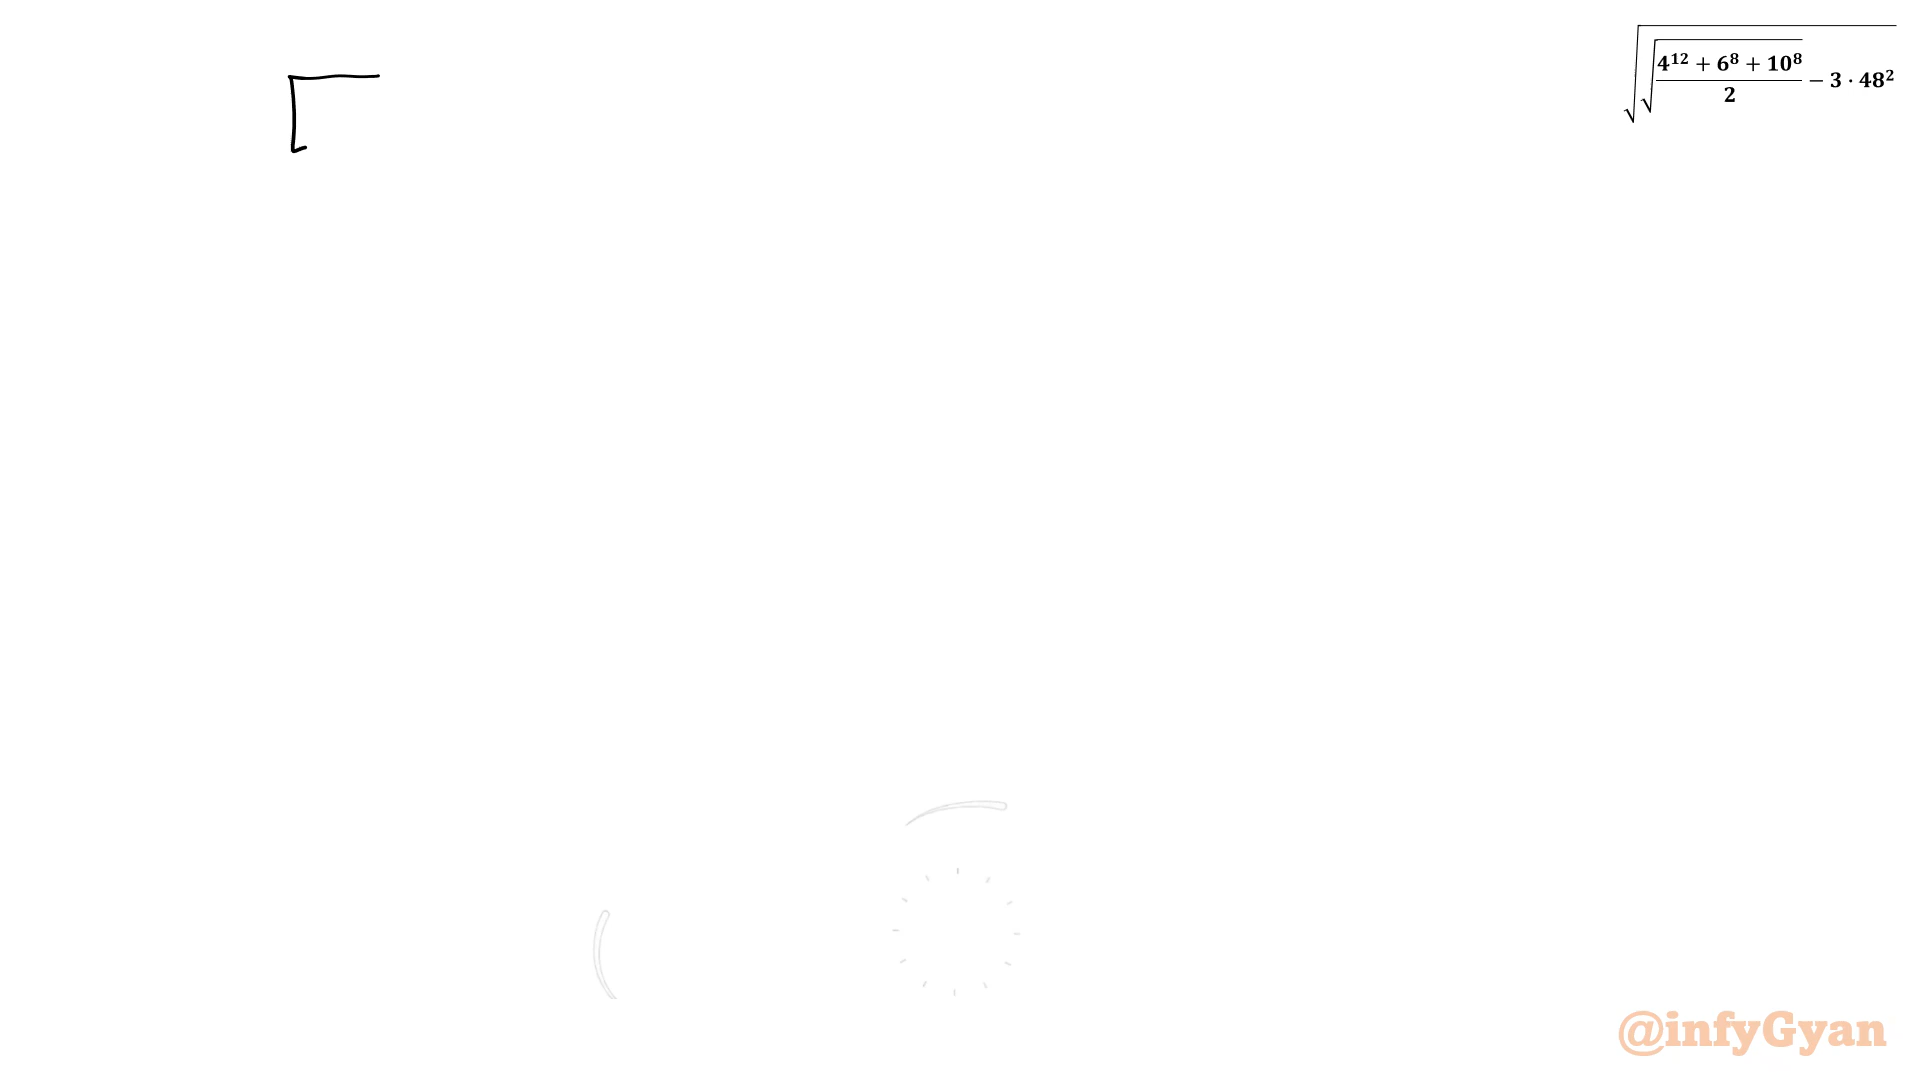 √(√((4¹² + 6⁸ + 10⁸)/2) − 3 · 48²)
@infyGyan